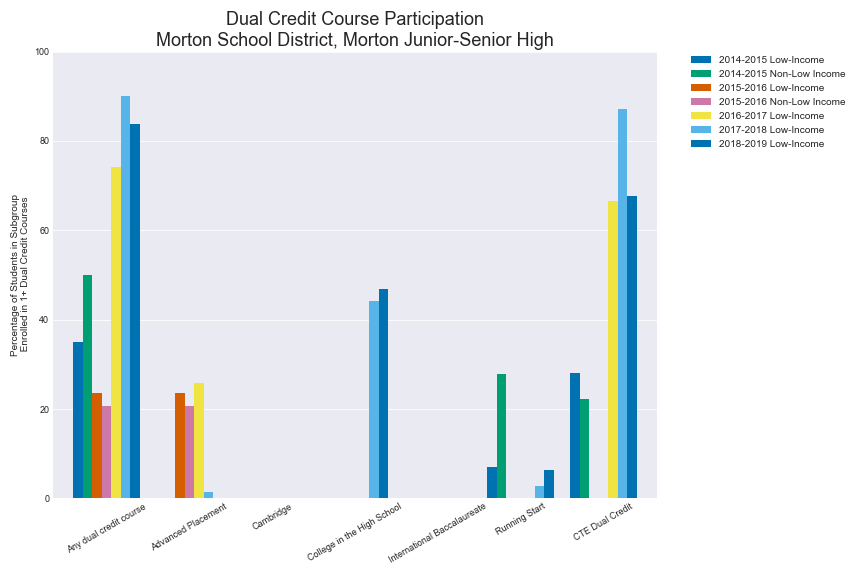 Dual Credit Course Participation
Morton School District, Morton Junior-Senior High
Percentage of Students in Subgroup
Enrolled in 1+ Dual Credit Courses
100
80
60
40
20
0
Any dual credit course
Advanced Placement
Cambridge
College in the High School
International Baccalaureate
Running Start
CTE Dual Credit
2014-2015 Low-Income
2014-2015 Non-Low Income
2015-2016 Low-Income
2015-2016 Non-Low Income
2016-2017 Low-Income
2017-2018 Low-Income
2018-2019 Low-Income